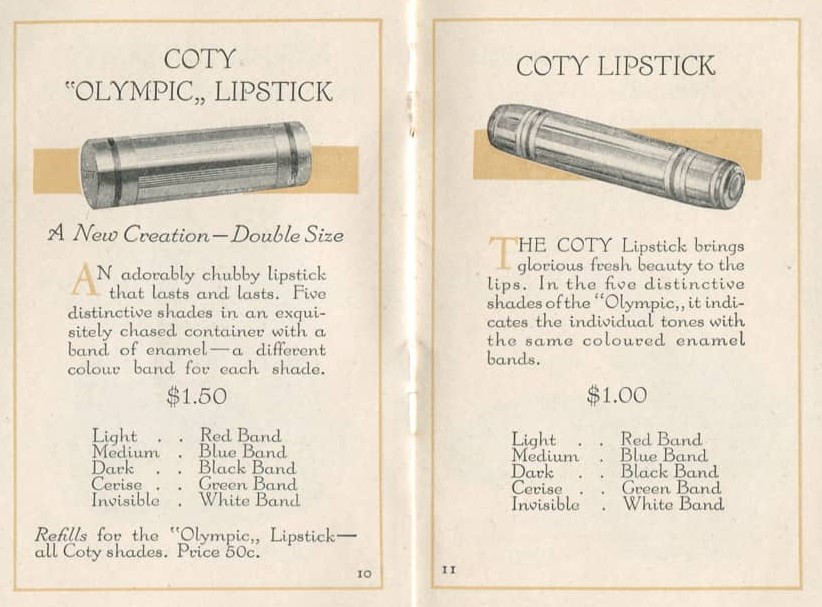 COTY
“OLYMPIC„ LIPSTICK
A New Creation—Double Size
AN adorably chubby lipstick
that lasts and lasts. Five
distinctive shades in an exqui-
sitely chased container with a
band of enamel—a different
colour band for each shade.
$1.50
Light . . Red Band
Medium . Blue Band
Dark . . Black Band
Cerise . . Green Band
Invisible . White Band
Refills for the “Olympic„ Lipstick—
all Coty shades. Price 50c.
10
COTY LIPSTICK
THE COTY Lipstick brings
glorious fresh beauty to the
lips. In the five distinctive
shades of the “Olympic„ it indi-
cates the individual tones with
the same coloured enamel
bands.
$1.00
Light . . Red Band
Medium . Blue Band
Dark . . Black Band
Cerise . . Green Band
Invisible . White Band
11